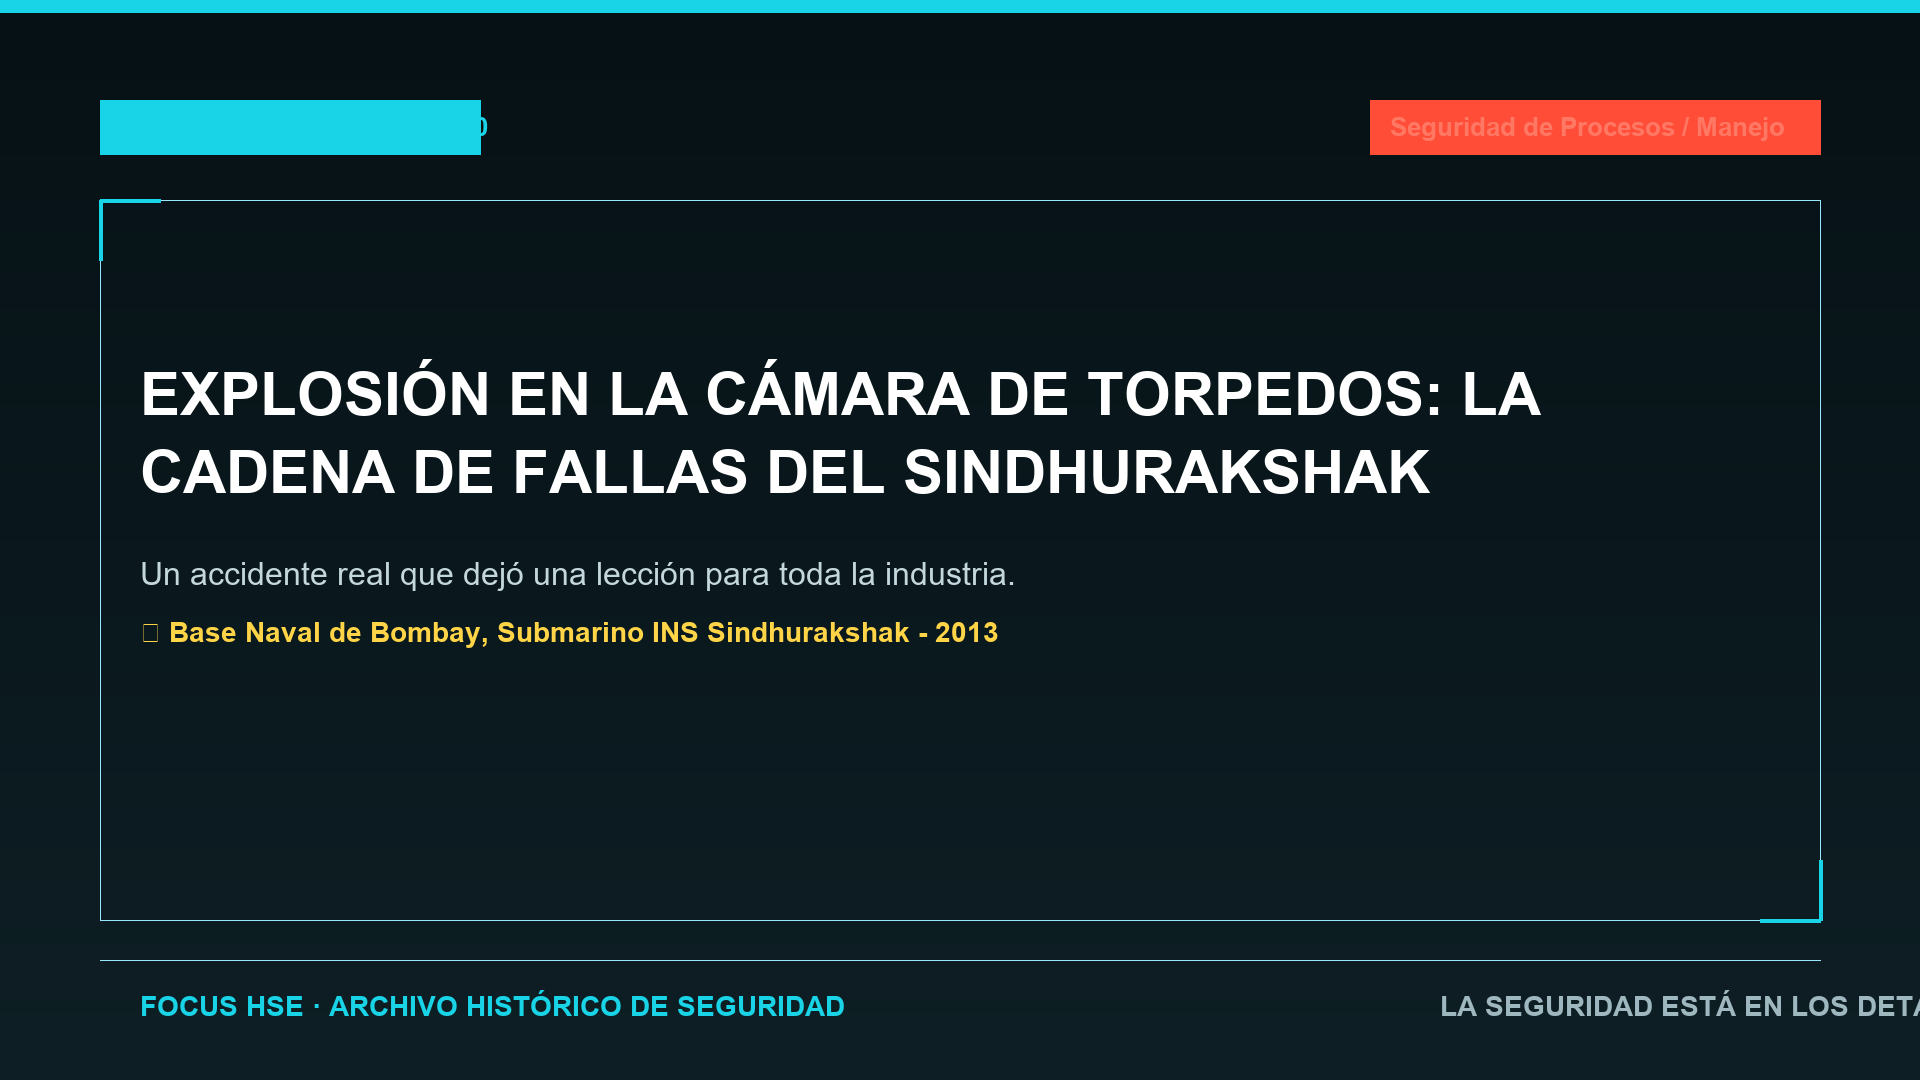 Seguridad de Procesos / Manejo
EXPLOSIÓN EN LA CÁMARA DE TORPEDOS: LA
CADENA DE FALLAS DEL SINDHURAKSHAK
Un accidente real que dejó una lección para toda la industria.
Base Naval de Bombay, Submarino INS Sindhurakshak - 2013
FOCUS HSE · ARCHIVO HISTÓRICO DE SEGURIDAD
LA SEGURIDAD ESTÁ EN LOS DETA